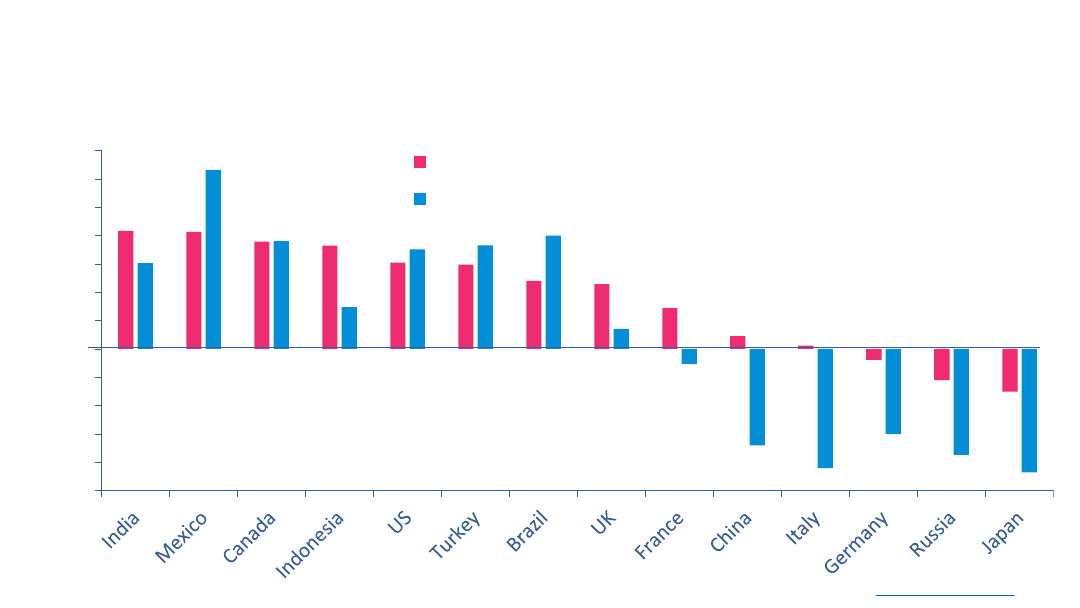 India
Mexico
Canada
Indonesia
US
Turkey
Brazil
UK
France
China
Italy
Germany
Russia
Japan